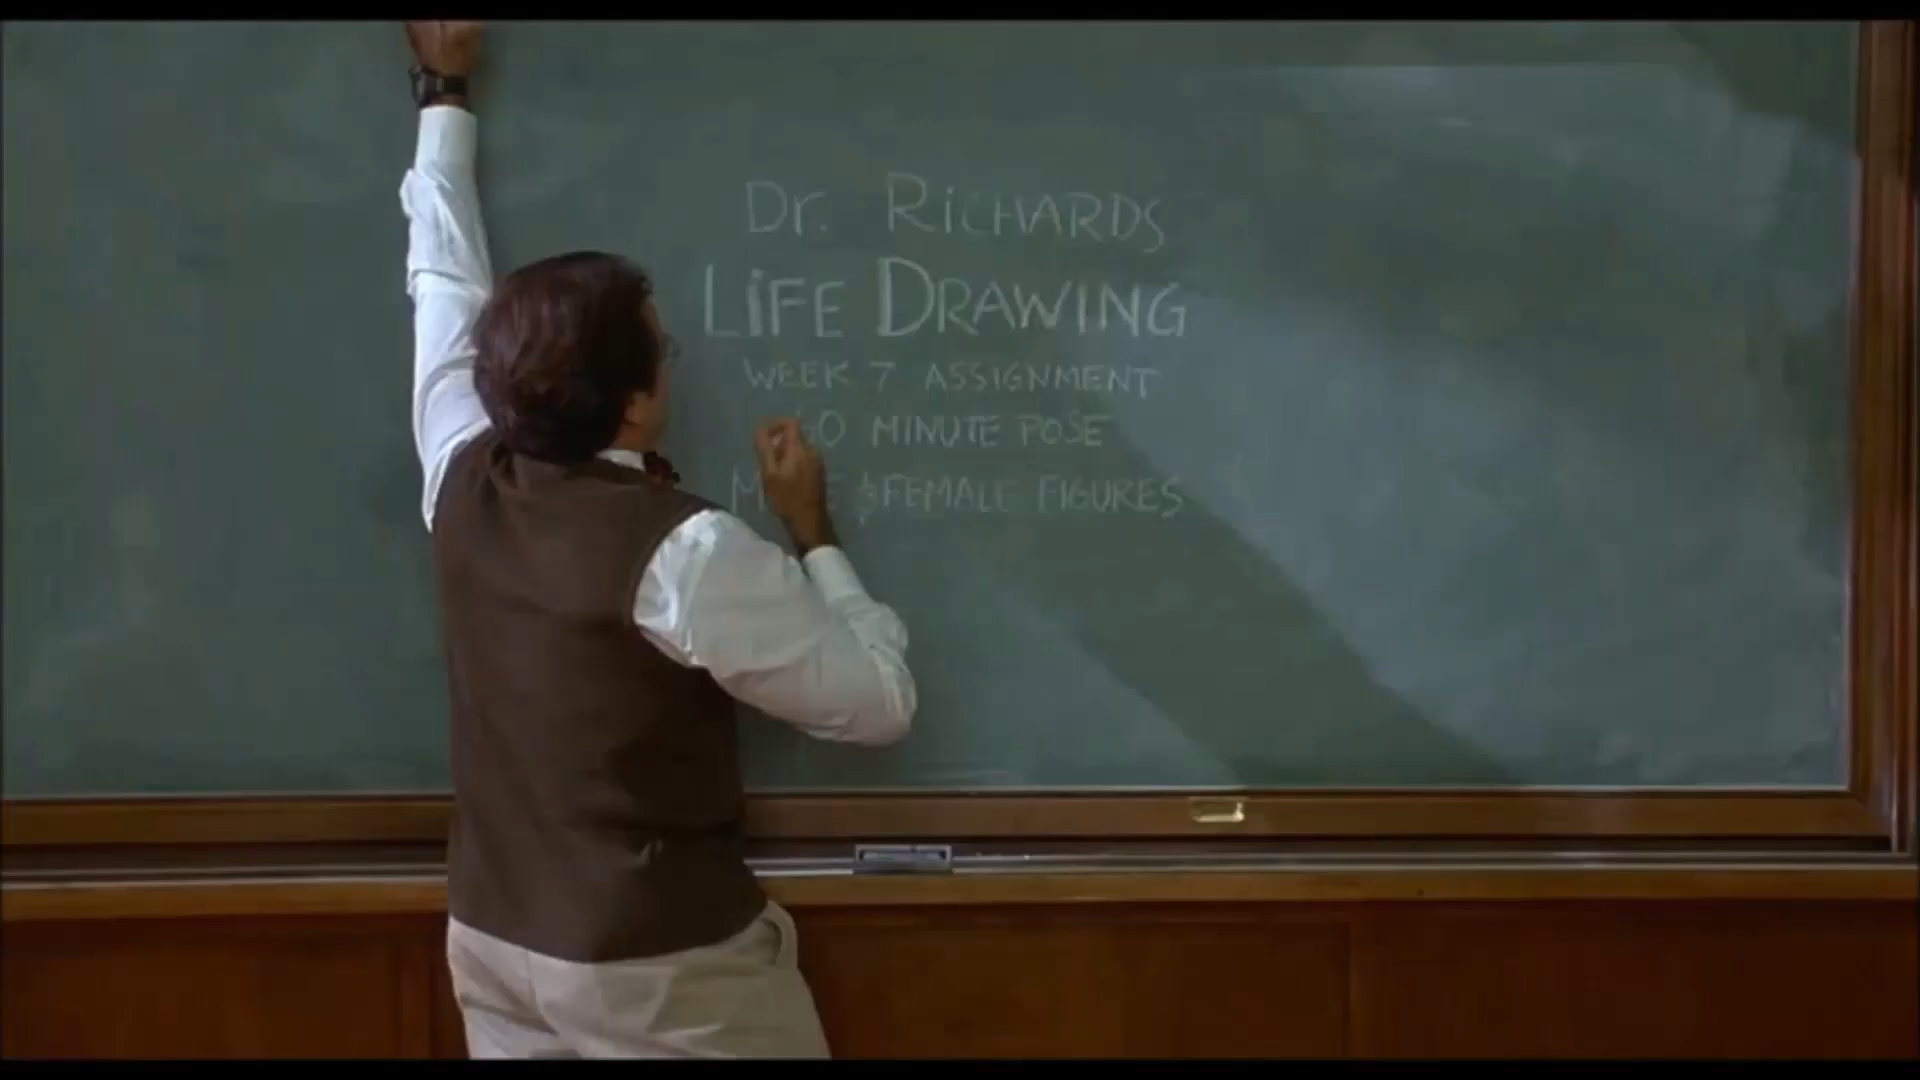 Dr. RiCHARDS
LiFE DRAWING
WEEK 7 ASSIGNMENT
MINUTE POSE
& FEMALE FIGURES